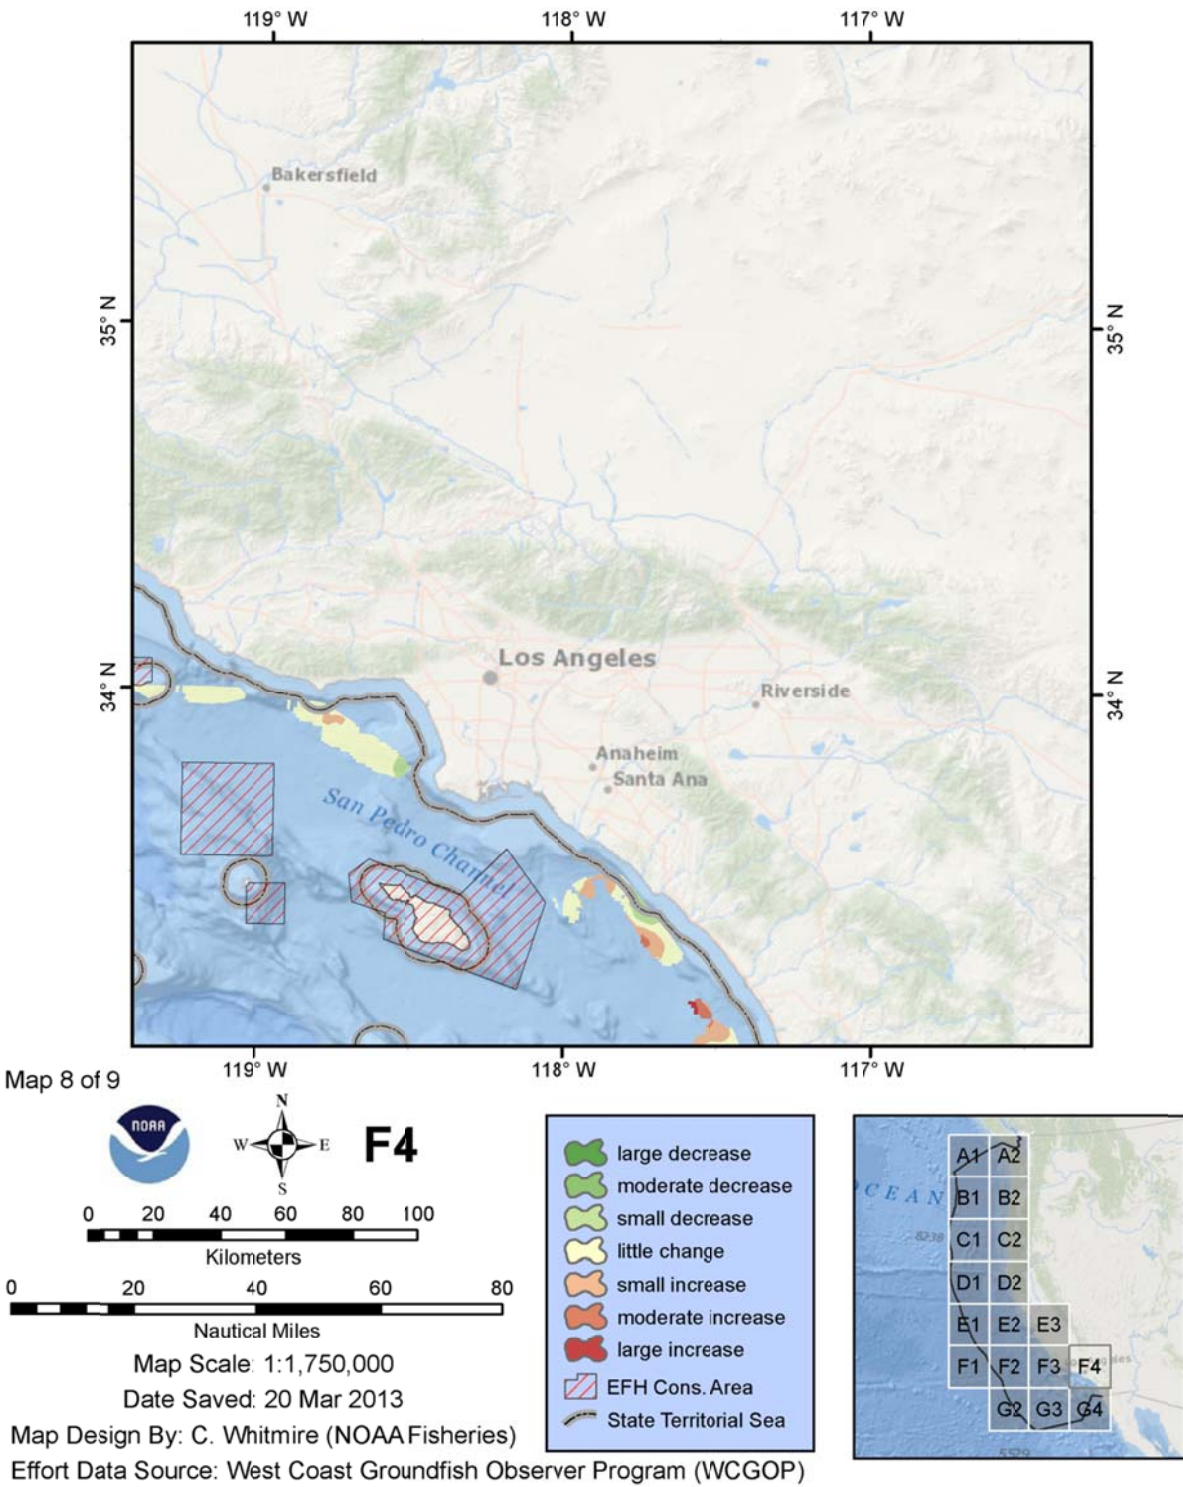 119° W 118° W 117° W
Bakersfield
35° N 35° N
Los Angeles
34° N 34° N
Riverside
Anaheim
Santa Ana
San Pedro Channel
119° W 118° W 117° W
Map 8 of 9
NOAA
N
W E
S
F4
0 20 40 60 80 100
Kilometers
0 20 40 60 80
Nautical Miles
Map Scale: 1:1,750,000
Date Saved: 20 Mar 2013
Map Design By: C. Whitmire (NOAA Fisheries)
Effort Data Source: West Coast Groundfish Observer Program (WCGOP)
large decrease
moderate decrease
small decrease
little change
small increase
moderate increase
large increase
EFH Cons. Area
State Territorial Sea
A1 A2
OCEAN
B1 B2
8238
C1 C2
D1 D2
E1 E2 E3
F1 F2 F3 F4
G2 G3 G4
5529